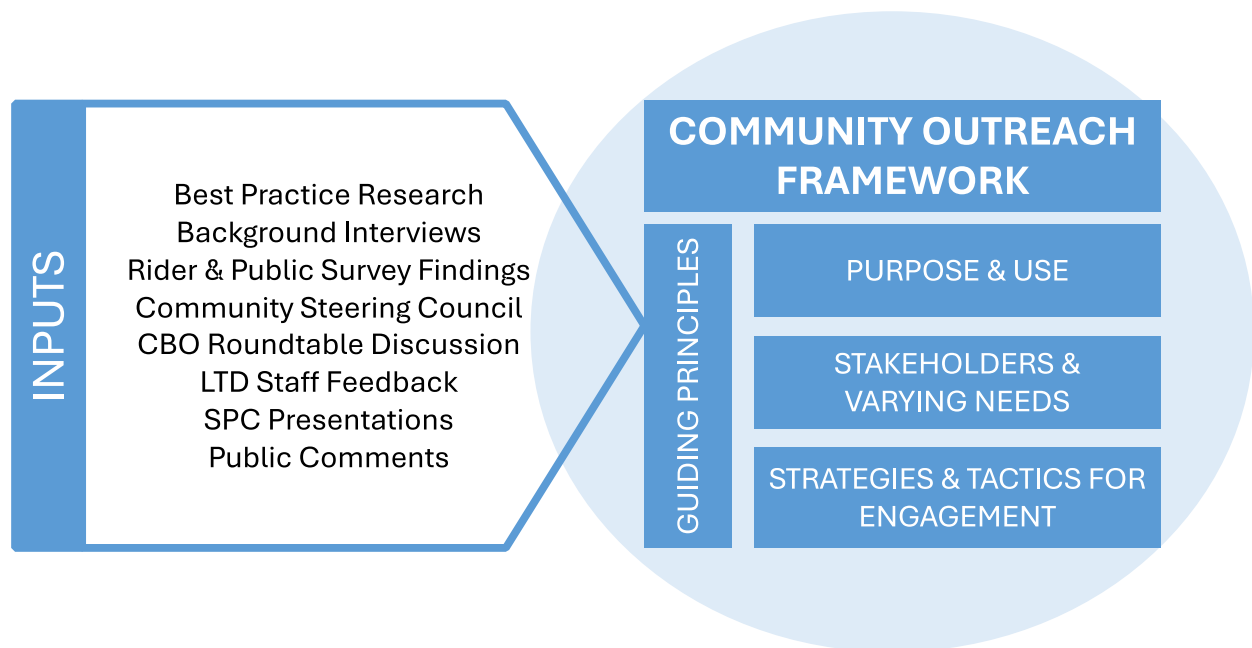 INPUTS
Best Practice Research
Background Interviews
Rider & Public Survey Findings
Community Steering Council
CBO Roundtable Discussion
LTD Staff Feedback
SPC Presentations
Public Comments
COMMUNITY OUTREACH
FRAMEWORK
GUIDING PRINCIPLES
PURPOSE & USE
STAKEHOLDERS &
VARYING NEEDS
STRATEGIES & TACTICS FOR
ENGAGEMENT